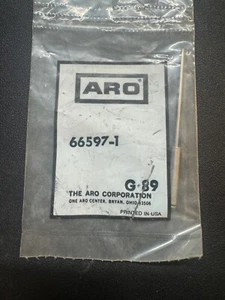 ARO
66597-1
G-89
THE ARO CORPORATION
ONE ARO CENTER, BRYAN, OHIO 43506
PRINTED IN USA